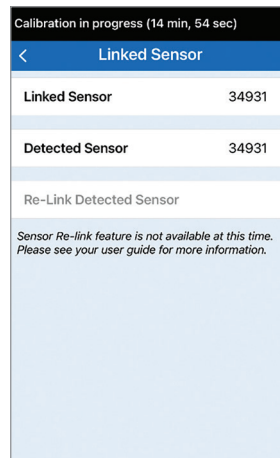 Calibration in progress (14 min, 54 sec)
Linked Sensor
Linked Sensor 34931
Detected Sensor 34931
Re-Link Detected Sensor
Sensor Re-link feature is not available at this time.
Please see your user guide for more information.